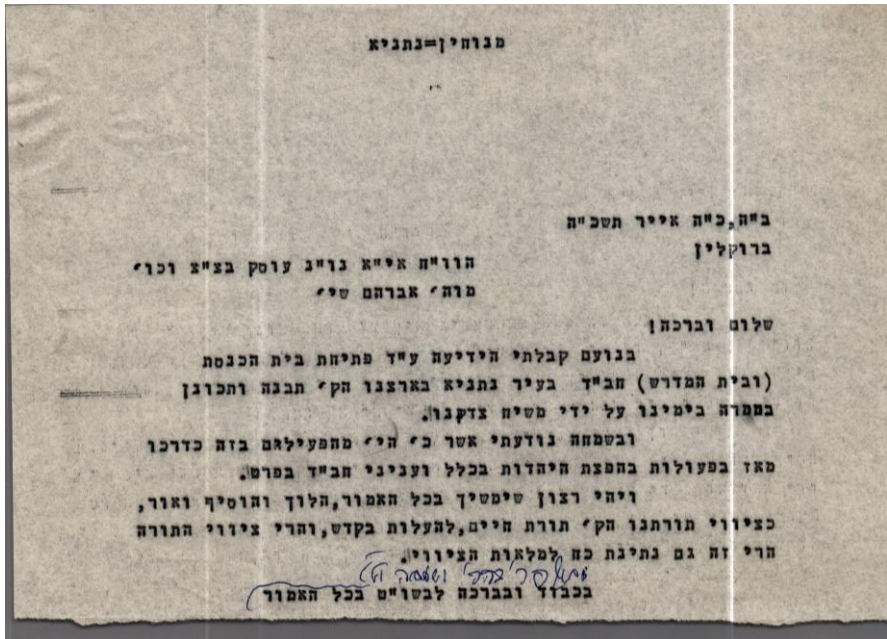 מנוחין=נתניא
ב"ה,כ"ה אייר תשכ"ה
ברוקלין
הוו"ח אי"א נו"נ עוסק בצ"צ וכו'
מוה' אברהם שי'
שלום וברכה!
בנועם קבלתי הידיעה ע"ד פתיחת בית הכנסת
(ובית המדרש) חב"ד בעיר נתניא בארצנו הק' תבנה ותכונן
במהרה בימינו על ידי משיח צדקנו.
ובשמחה נודעתי אשר כ' הי' מהפעילים בזה כדרכו
מאז בפעולות בהפצת היהדות בכלל ועניני חב"ד בפרט.
ויהי רצון שימשיך בכל האמור,הלוך והוסיף ואור,
כציווי תורתנו הק' תורת חיים,להעלות בקדש,והרי ציווי התורה
הרי זה גם נתינת כח למלאות הציווי.
בכבוד ובברכה לבשו"ט בכל האמור